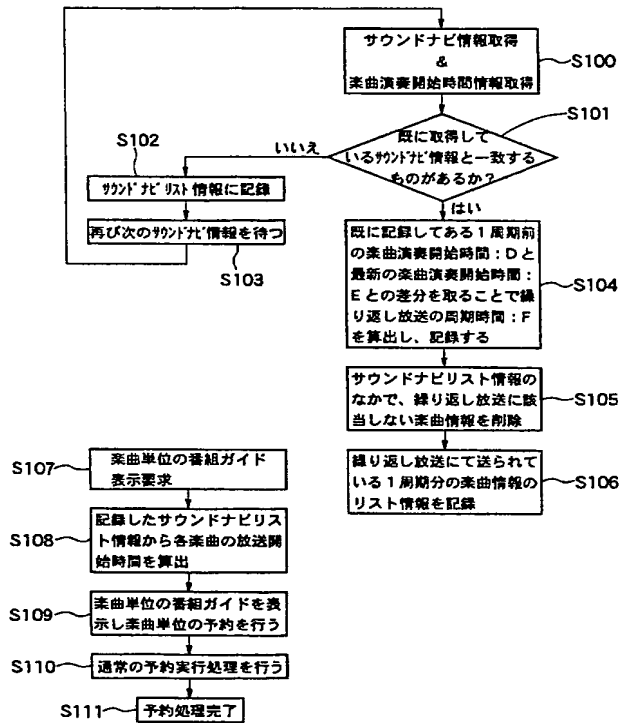 サウンドナビ情報取得
&
楽曲演奏開始時間情報取得
S100
S101
既に取得して
いるｻｳﾝﾄﾞﾅﾋﾞ情報と一致する
ものがあるか？
いいえ
はい
S102
ｻｳﾝﾄﾞﾅﾋﾞﾘｽﾄ情報に記録
再び次のｻｳﾝﾄﾞﾅﾋﾞ情報を待つ
S103
既に記録してある１周期前
の楽曲演奏開始時間：Dと
最新の楽曲演奏開始時間：
Eとの差分を取ることで繰
り返し放送の周期時間：F
を算出し、記録する
S104
サウンドナビリスト情報の
なかで、繰り返し放送に該
当しない楽曲情報を削除
S105
繰り返し放送にて送られて
いる１周期分の楽曲情報の
リスト情報を記録
S106
S107
楽曲単位の番組ガイド
表示要求
S108
記録したサウンドナビリス
ト情報から各楽曲の放送開
始時間を算出
S109
楽曲単位の番組ガイドを表
示し楽曲単位の予約を行う
S110
通常の予約実行処理を行う
S111
予約処理完了